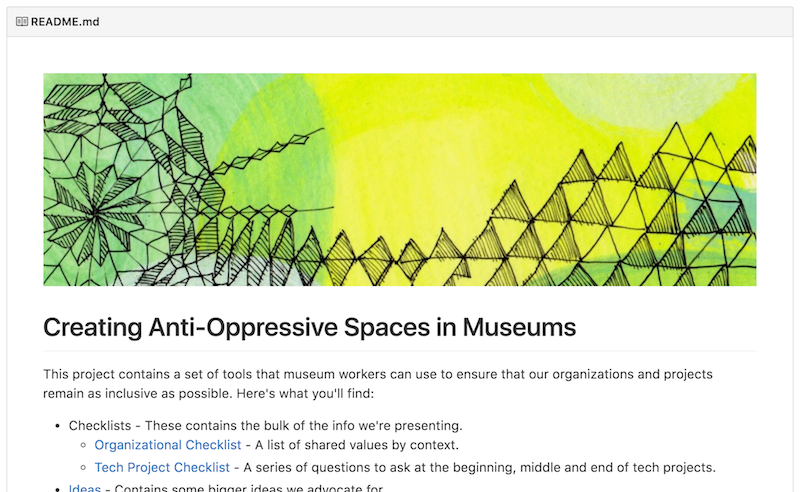 README.md
Creating Anti-Oppressive Spaces in Museums
This project contains a set of tools that museum workers can use to ensure that our organizations and projects
remain as inclusive as possible. Here's what you'll find:
Checklists - These contains the bulk of the info we're presenting.
Organizational Checklist - A list of shared values by context.
Tech Project Checklist - A series of questions to ask at the beginning, middle and end of tech projects.
Ideas - Contains some bigger ideas we advocate for